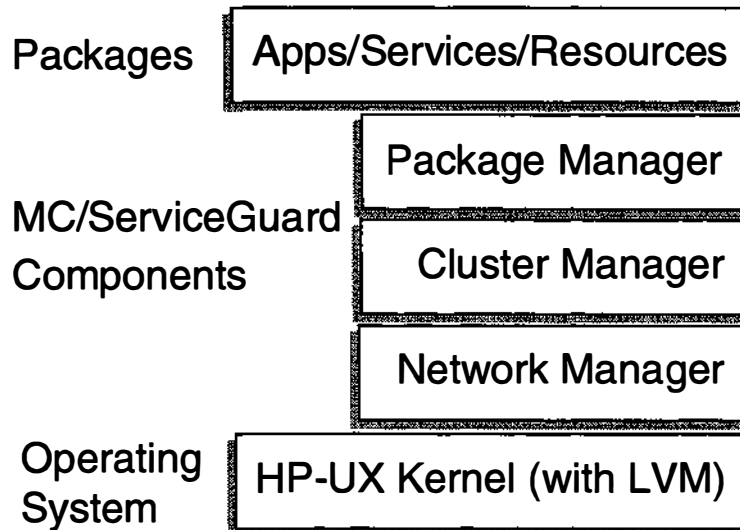 Packages
Apps/Services/Resources
Package Manager
MC/ServiceGuard
Components
Cluster Manager
Network Manager
Operating
System
HP-UX Kernel (with LVM)